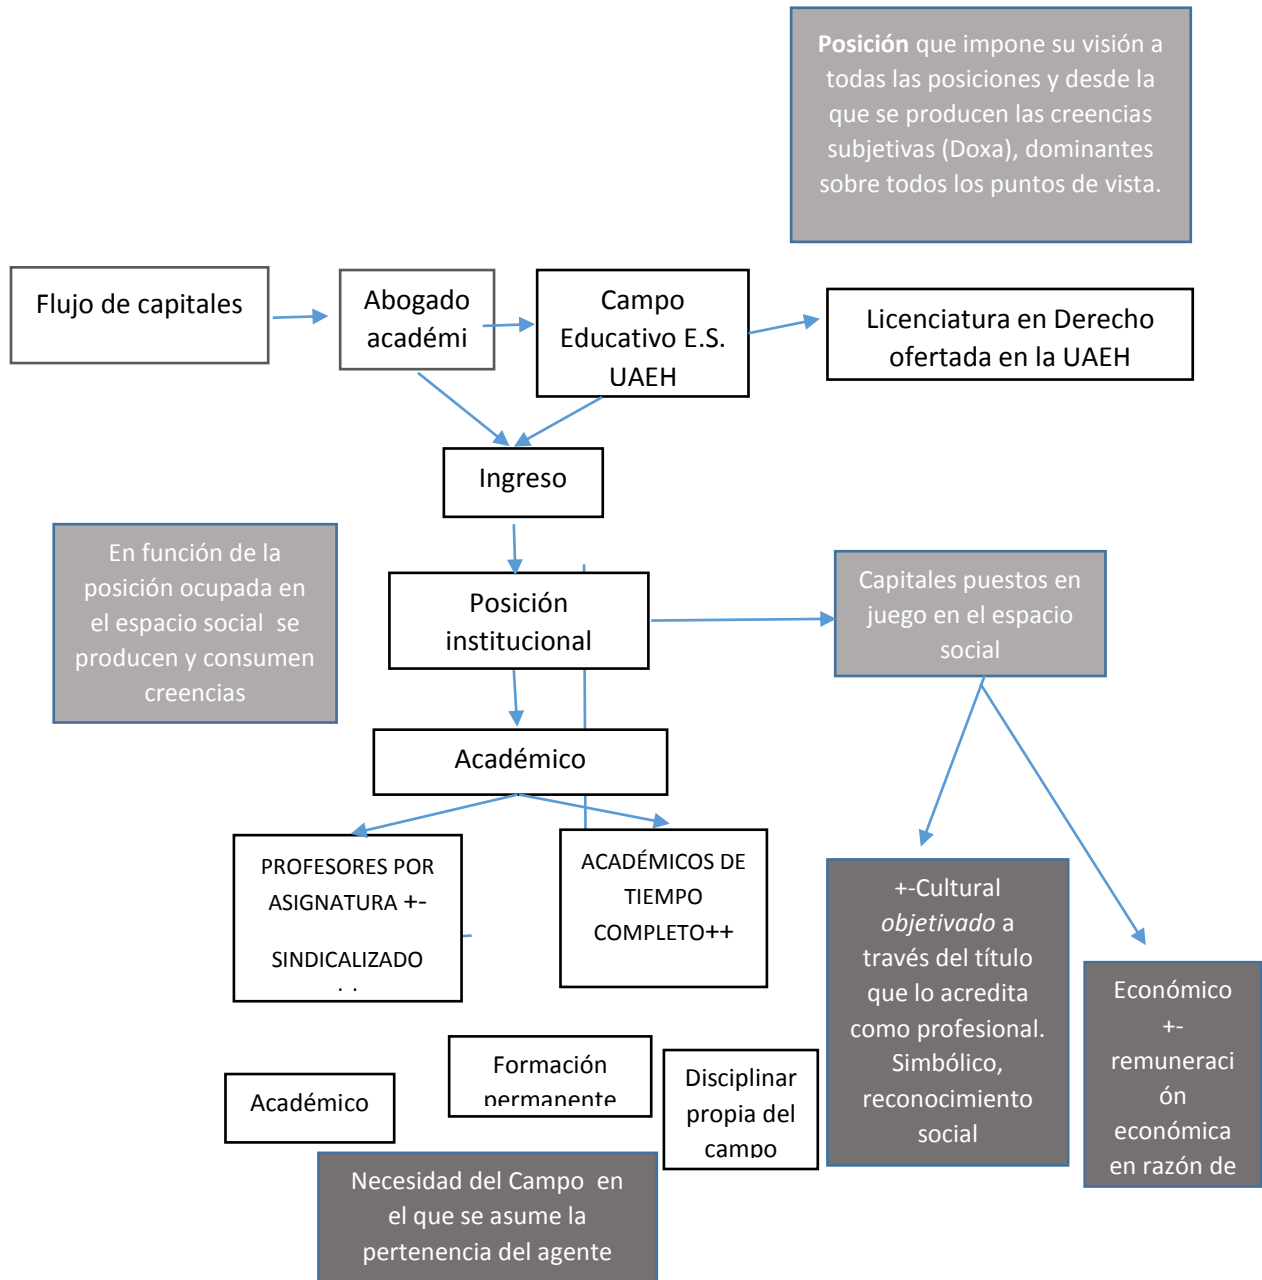 Posición que impone su visión a
todas las posiciones y desde la
que se producen las creencias
subjetivas (Doxa), dominantes
sobre todos los puntos de vista.
Flujo de capitales
Abogado
académi
Campo
Educativo E.S.
UAEH
Licenciatura en Derecho
ofertada en la UAEH
Ingreso
En función de la
posición ocupada en
el espacio social se
producen y consumen
creencias
Posición
institucional
Capitales puestos en
juego en el espacio
social
Académico
PROFESORES POR
ASIGNATURA +-
SINDICALIZADO
ACADÉMICOS DE
TIEMPO
COMPLETO++
+-Cultural
objetivado a
través del título
que lo acredita
como profesional.
Simbólico,
reconocimiento
social
Económico
+-
remuneraci
ón
económica
en razón de
Académico
Formación
permanente
Disciplinar
propia del
campo
Necesidad del Campo en
el que se asume la
pertenencia del agente